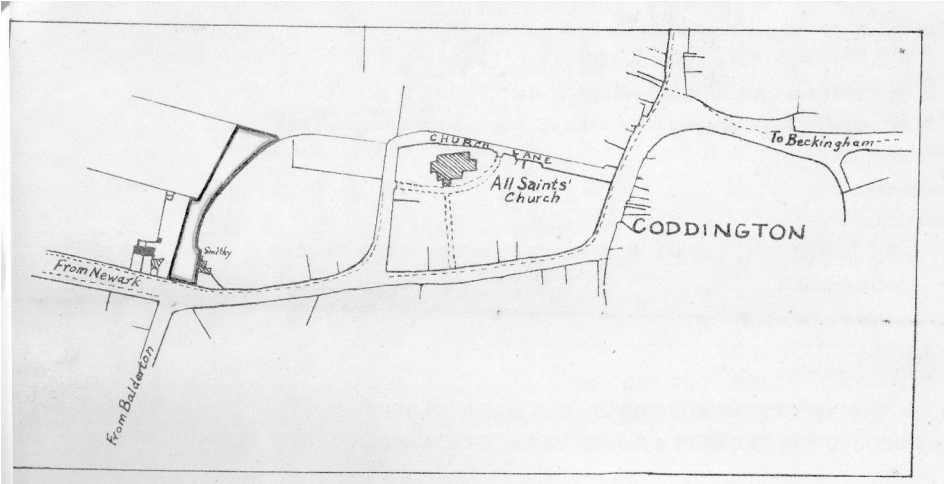 CHURCH LANE
To Beckingham
All Saints'
Church
CODDINGTON
Smithy
From Newark
From Balderton